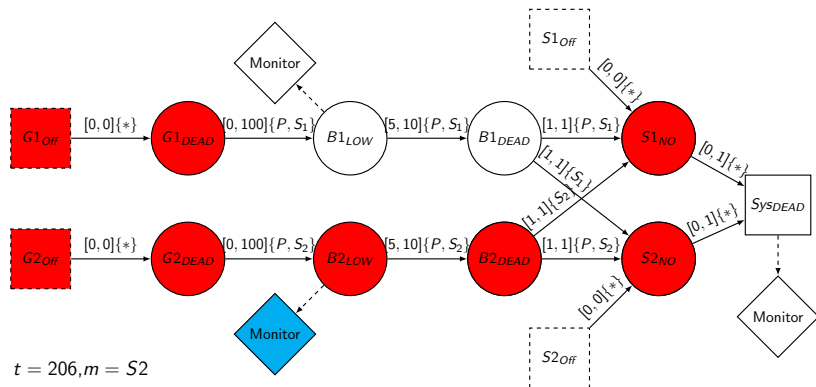 S1Off
Monitor
[0, 0]{*}
G1Off
[0, 0]{*}
G1DEAD
[0, 100]{P, S1}
B1LOW
[5, 10]{P, S1}
B1DEAD
[1, 1]{P, S1}
S1NO
[0, 1]{*}
[1, 1]{S1}
[1, 1]{S2}
SysDEAD
G2Off
[0, 0]{*}
G2DEAD
[0, 100]{P, S2}
B2LOW
[5, 10]{P, S2}
B2DEAD
[1, 1]{P, S2}
S2NO
[0, 1]{*}
[0, 0]{*}
Monitor
Monitor
S2Off
t = 206,m = S2